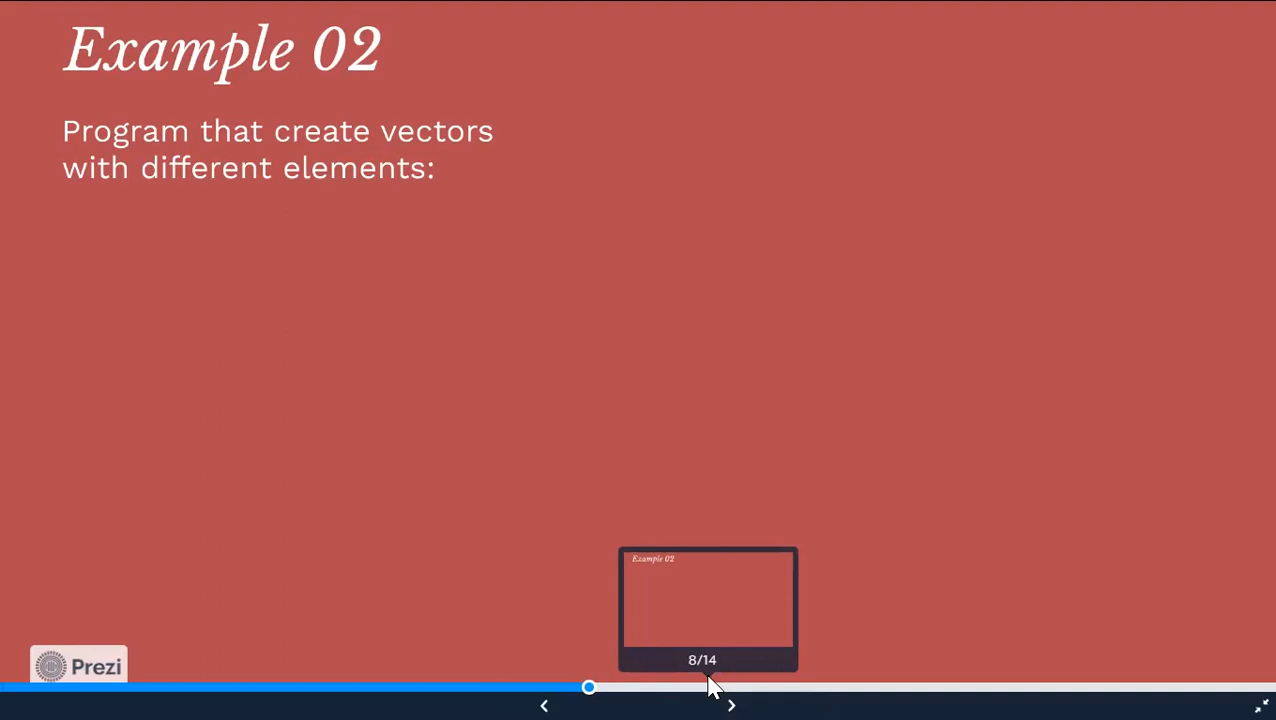 Example 02
Program that create vectors
with different elements:
Example 02
8/14
Prezi